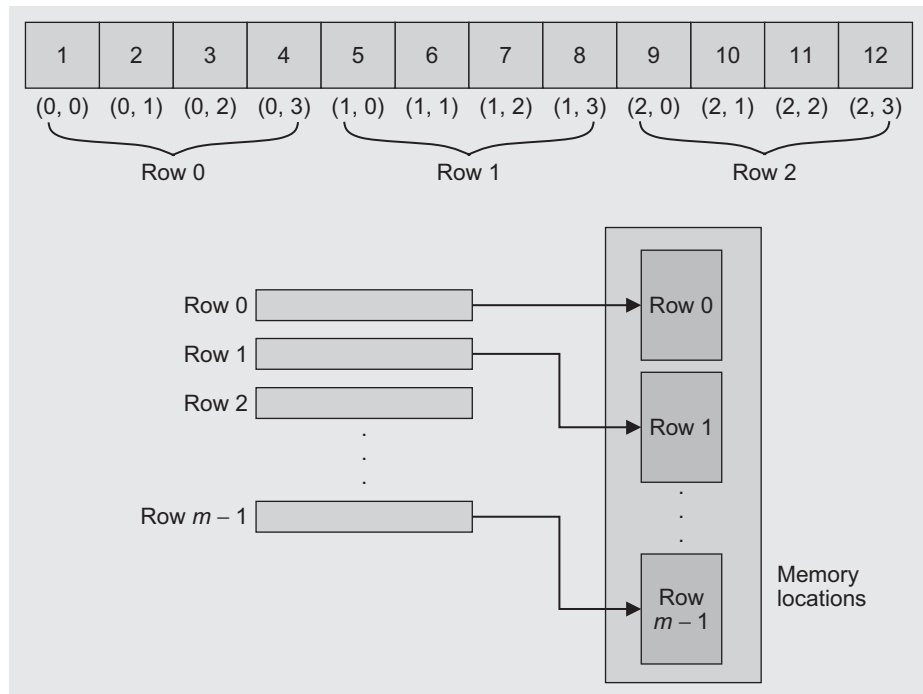 1 2 3 4 5 6 7 8 9 10 11 12
(0, 0) (0, 1) (0, 2) (0, 3) (1, 0) (1, 1) (1, 2) (1, 3) (2, 0) (2, 1) (2, 2) (2, 3)
Row 0 Row 1 Row 2
Row 0
Row 1
Row 2
.
.
.
Row m – 1
Row 0
Row 1
.
.
.
Row
m – 1
Memory
locations